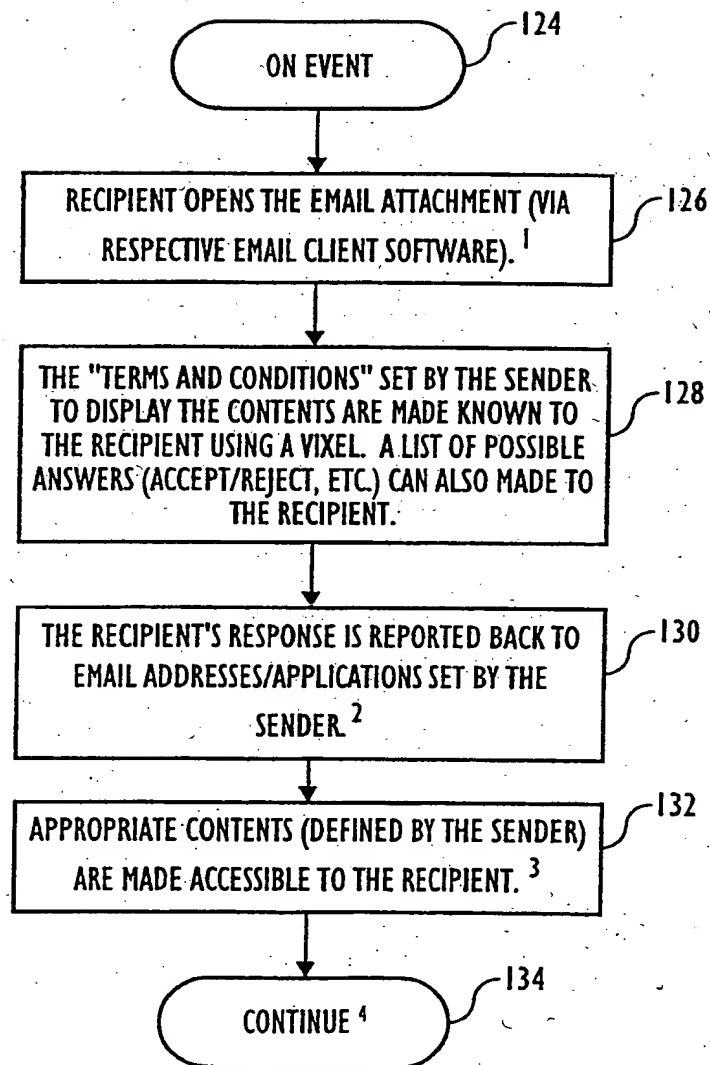 124
ON EVENT
RECIPIENT OPENS THE EMAIL ATTACHMENT (VIA
RESPECTIVE EMAIL CLIENT SOFTWARE). 1
126
THE "TERMS AND CONDITIONS" SET BY THE SENDER
TO DISPLAY THE CONTENTS ARE MADE KNOWN TO
THE RECIPIENT USING A VIXEL. A LIST OF POSSIBLE
ANSWERS (ACCEPT/REJECT, ETC.) CAN ALSO MADE TO
THE RECIPIENT.
128
THE RECIPIENT'S RESPONSE IS REPORTED BACK TO
EMAIL ADDRESSES/APPLICATIONS SET BY THE
SENDER. 2
130
APPROPRIATE CONTENTS (DEFINED BY THE SENDER)
ARE MADE ACCESSIBLE TO THE RECIPIENT. 3
132
CONTINUE 4
134